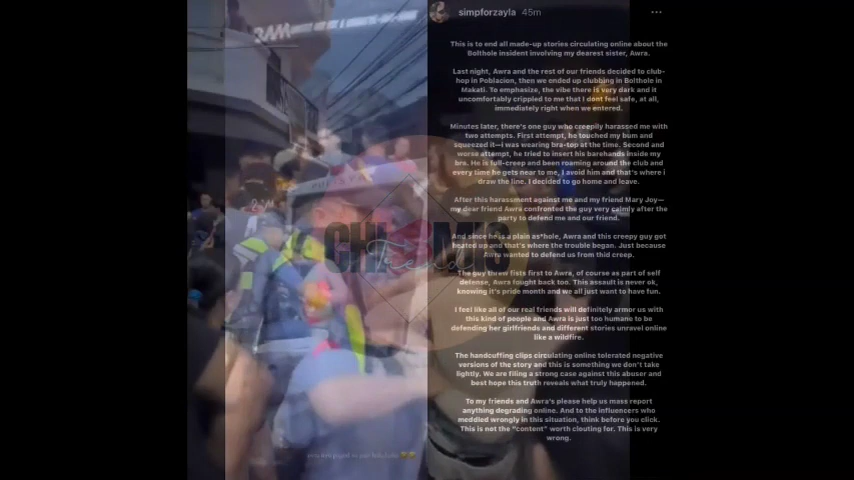 simpforzayla 45m
This is to end all made-up stories circulating online about the
Bolthole insident involving my dearest sister, Awra.
Last night, Awra and the rest of our friends decided to club-
hop in Poblacion, then we ended up clubbing in Bolthole in
Makati. To emphasize, the vibe there is very dark and it
uncomfortably crippled to me that I dont feel safe, at all,
immediately right when we entered.
Minutes later, there's one guy who creepily harassed me with
two attempts. First attempt, he touched my bum and
squeezed it—i was wearing bra-top at the time. Second and
worse attempt, he tried to insert his barehands inside my
bra. He is full-creep and been roaming around the club and
every time he gets near to me, I avoid him and that's where i
draw the line. I decided to go home and leave.
After this harassment against me and my friend Mary Joy—
my dear friend Awra confronted the guy very calmly after the
party to defend me and our friend.
And since he is a plain as*hole, Awra and this creepy guy got
heated up and that's where the trouble began. Just because
Awra wanted to defend us from thid creep.
The guy threw fists first to Awra, of course as part of self
defense, Awra fought back too. This assault is never ok,
knowing it's pride month and we all just want to have fun.
I feel like all of our real friends will definitely armor us with
this kind of people and Awra is just too humane to be
defending her girlfriends and different stories unravel online
like a wildfire.
The handcuffing clips circulating online tolerated negative
versions of the story and this is something we don't take
lightly. We are filing a strong case against this abuser and
best hope this truth reveals what truly happened.
To my friends and Awra's please help us mass report
anything degrading online. And to the influencers who
meddled wrongly in this situation, think before you click.
This is not the "content" worth clouting for. This is very
wrong.
Trend